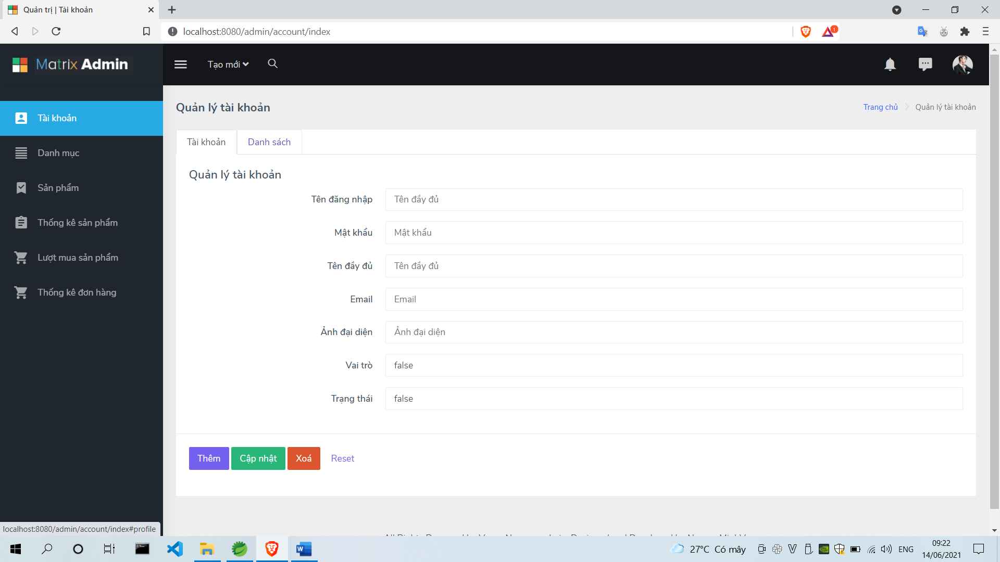 Quản trị | Tài khoản
localhost:8080/admin/account/index
1
Matrix Admin
Tạo mới
Tài khoản
Danh mục
Sản phẩm
Thống kê sản phẩm
Lượt mua sản phẩm
Thống kê đơn hàng
Quản lý tài khoản
Trang chủ
Quản lý tài khoản
Tài khoản
Danh sách
Quản lý tài khoản
Tên đăng nhập
Tên đầy đủ
Mật khẩu
Mật khẩu
Tên đầy đủ
Tên đầy đủ
Email
Email
Ảnh đại diện
Ảnh đại diện
Vai trò
false
Trạng thái
false
Thêm
Cập nhật
Xoá
Reset
localhost:8080/admin/account/index#profile
27°C Có mây
ENG
09:22
14/06/2021